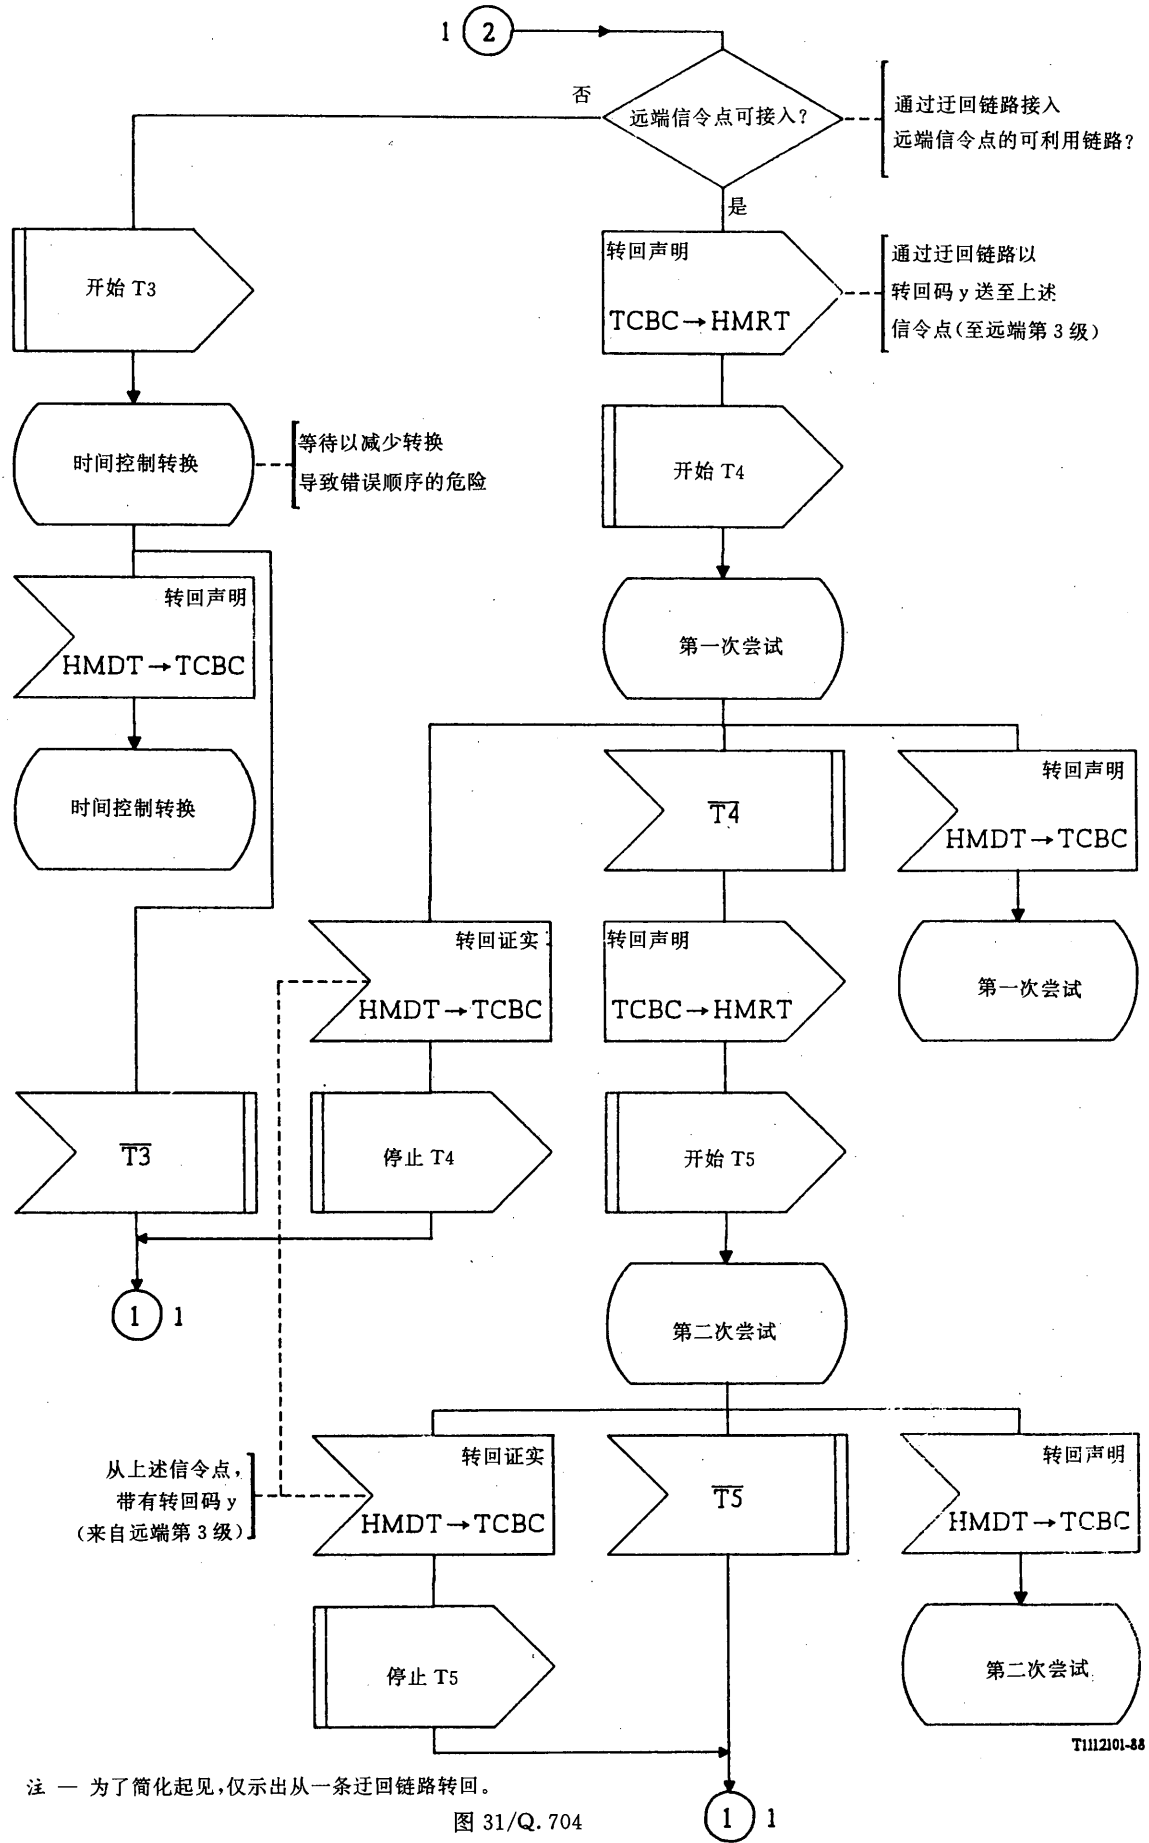 1 2
远端信令点可接入？
否
是
通过迂回链路接入
远端信令点的可利用链路？
开始 T3
转回声明
TCBC→HMRT
通过迂回链路以
转回码 y 送至上述
信令点(至远端第 3 级)
时间控制转换
等待以减少转换
导致错误顺序的危险
开始 T4
转回声明
HMDT→TCBC
第一次尝试
时间控制转换
T̅4̅
转回声明
HMDT→TCBC
转回证实
HMDT→TCBC
转回声明
TCBC→HMRT
第一次尝试
T̅3̅
停止 T4
开始 T5
1 1
第二次尝试
从上述信令点，
带有转回码 y
(来自远端第 3 级)
转回证实
HMDT→TCBC
T̅5̅
转回声明
HMDT→TCBC
停止 T5
第二次尝试
T1112101-88
注 — 为了简化起见，仅示出从一条迂回链路转回。
图 31/Q.704
1 1